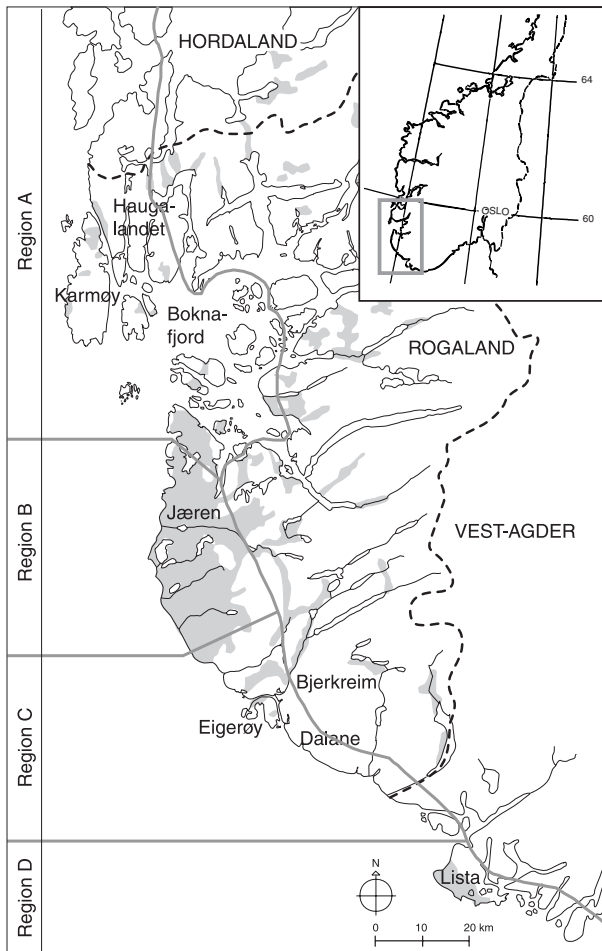 HORDALAND
64
OSLO
60
Region A
Hauga-
landet
Karmøy
Bokna-
fjord
ROGALAND
Region B
Jæren
VEST-AGDER
Region C
Bjerkreim
Eigerøy
Dalane
Region D
Lista
N
0 10 20 km